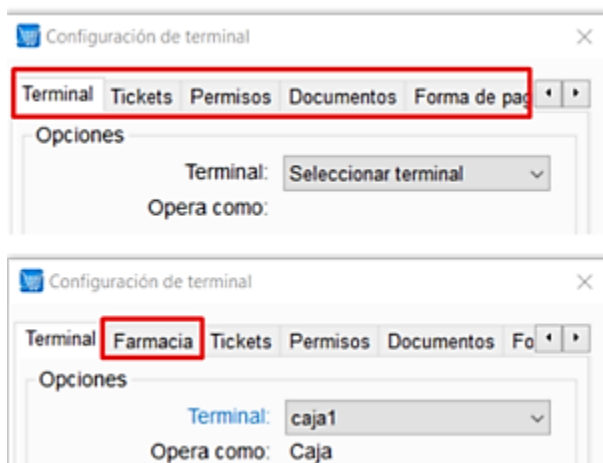 Configuración de terminal
Terminal Tickets Permisos Documentos Forma de pag
Opciones
Terminal: Seleccionar terminal
Opera como:
Configuración de terminal
Terminal Farmacia Tickets Permisos Documentos Fo
Opciones
Terminal: caja1
Opera como: Caja